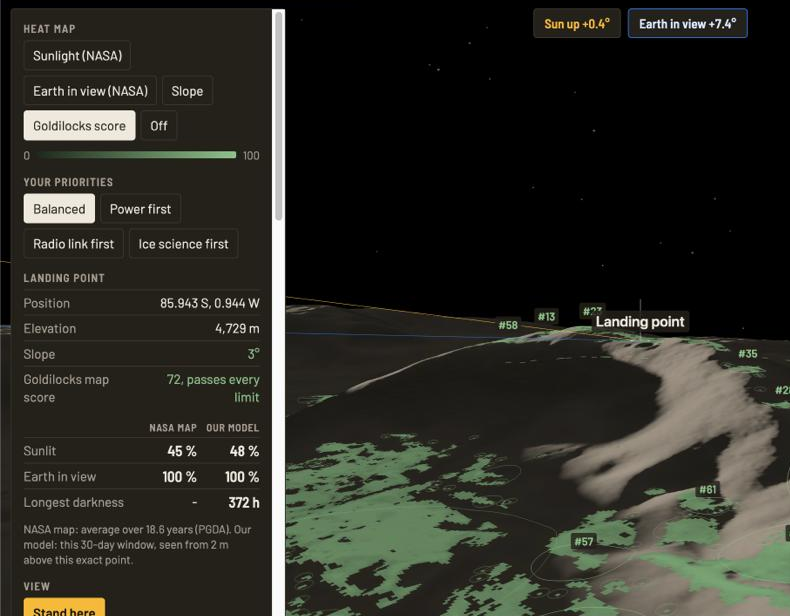 HEAT MAP
Sunlight (NASA)
Earth in view (NASA) Slope
Goldilocks score Off
0 100
YOUR PRIORITIES
Balanced Power first
Radio link first Ice science first
LANDING POINT
Position 85.943 S, 0.944 W
Elevation 4,729 m
Slope 3°
Goldilocks map 72, passes every
score limit
NASA MAP OUR MODEL
Sunlit 45 % 48 %
Earth in view 100 % 100 %
Longest darkness - 372 h
NASA map: average over 18.6 years (PGDA). Our
model: this 30-day window, seen from 2 m
above this exact point.
VIEW
Stand here
Sun up +0.4° Earth in view +7.4°
#58 #13
Landing point
#35
#61
#57